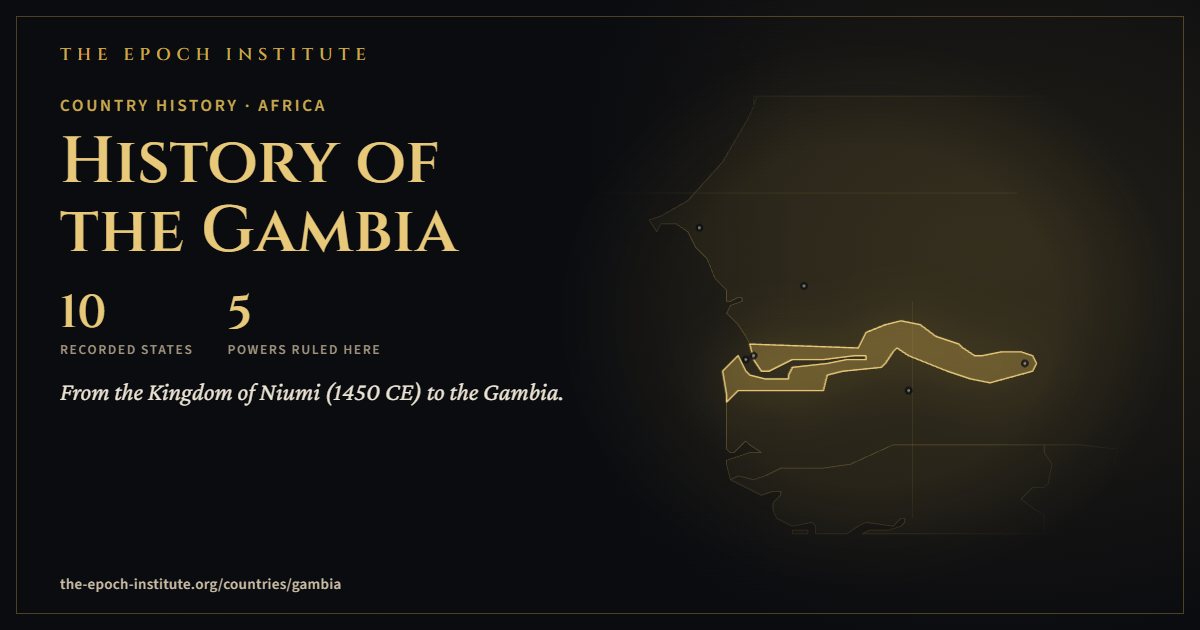 THE EPOCH INSTITUTE
COUNTRY HISTORY · AFRICA
History of
the Gambia
10
RECORDED STATES
5
POWERS RULED HERE
From the Kingdom of Niumi (1450 CE) to the Gambia.
the-epoch-institute.org/countries/gambia